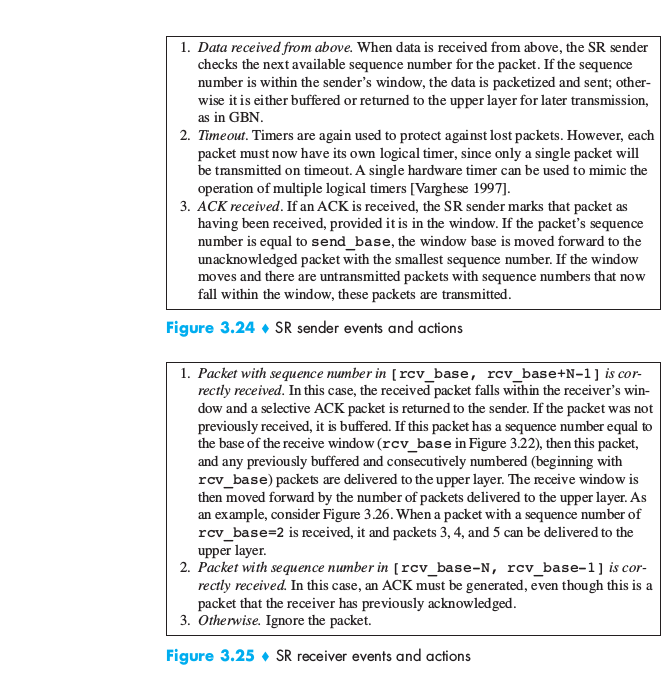 1. Data received from above. When data is received from above, the SR sender
checks the next available sequence number for the packet. If the sequence
number is within the sender's window, the data is packetized and sent; other-
wise it is either buffered or returned to the upper layer for later transmission,
as in GBN.
2. Timeout. Timers are again used to protect against lost packets. However, each
packet must now have its own logical timer, since only a single packet will
be transmitted on timeout. A single hardware timer can be used to mimic the
operation of multiple logical timers [Varghese 1997].
3. ACK received. If an ACK is received, the SR sender marks that packet as
having been received, provided it is in the window. If the packet's sequence
number is equal to send_base, the window base is moved forward to the
unacknowledged packet with the smallest sequence number. If the window
moves and there are untransmitted packets with sequence numbers that now
fall within the window, these packets are transmitted.
Figure 3.24 ♦ SR sender events and actions
1. Packet with sequence number in [rcv_base, rcv_base+N-1] is cor-
rectly received. In this case, the received packet falls within the receiver's win-
dow and a selective ACK packet is returned to the sender. If the packet was not
previously received, it is buffered. If this packet has a sequence number equal to
the base of the receive window (rcv_base in Figure 3.22), then this packet,
and any previously buffered and consecutively numbered (beginning with
rcv_base) packets are delivered to the upper layer. The receive window is
then moved forward by the number of packets delivered to the upper layer. As
an example, consider Figure 3.26. When a packet with a sequence number of
rcv_base=2 is received, it and packets 3, 4, and 5 can be delivered to the
upper layer.
2. Packet with sequence number in [rcv_base-N, rcv_base-1] is cor-
rectly received. In this case, an ACK must be generated, even though this is a
packet that the receiver has previously acknowledged.
3. Otherwise. Ignore the packet.
Figure 3.25 ♦ SR receiver events and actions